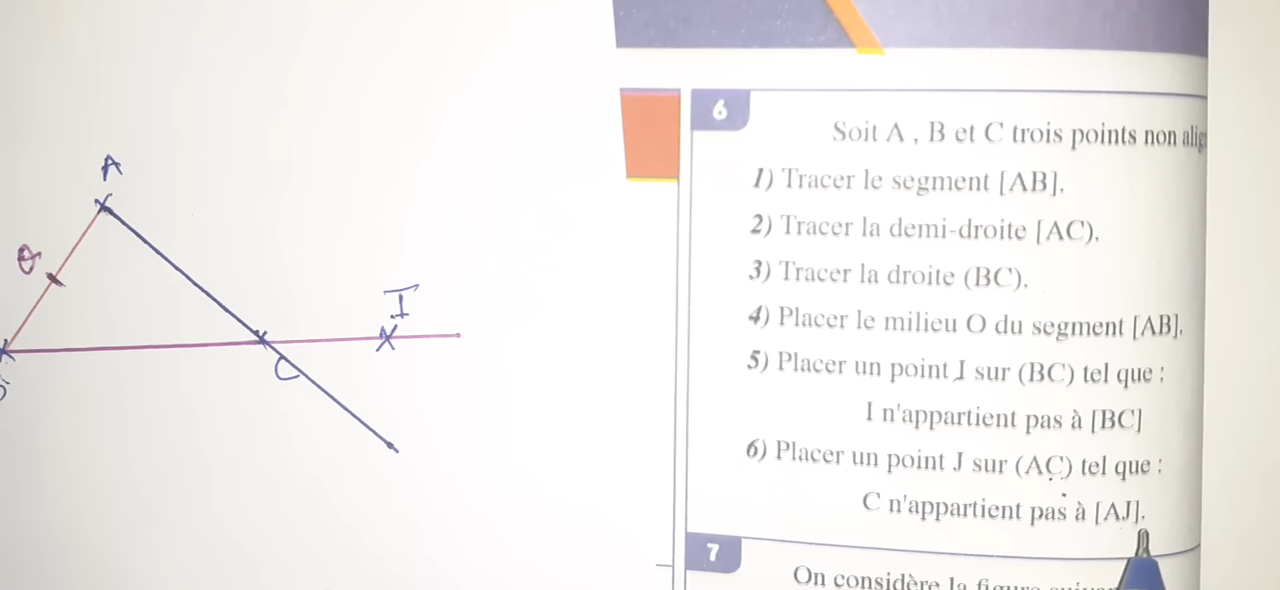 A
O
I
C
6
Soit A , B et C trois points non
1) Tracer le segment [AB].
2) Tracer la demi-droite [AC).
3) Tracer la droite (BC).
4) Placer le milieu O du segment [AB].
5) Placer un point I sur (BC) tel que :
I n'appartient pas à [BC]
6) Placer un point J sur (AC) tel que :
C n'appartient pas à [AJ].
7
On considère la figure